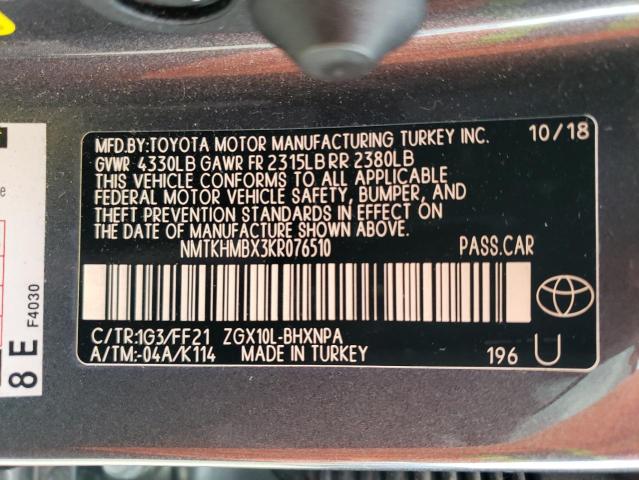 MFD.BY:TOYOTA MOTOR MANUFACTURING TURKEY INC. 10/18
GVWR 4330LB GAWR FR 2315LB RR 2380LB
THIS VEHICLE CONFORMS TO ALL APPLICABLE
FEDERAL MOTOR VEHICLE SAFETY, BUMPER, AND
THEFT PREVENTION STANDARDS IN EFFECT ON
THE DATE OF MANUFACTURE SHOWN ABOVE.
NMTKHMBX3KR076510 PASS.CAR
C/TR:1G3/FF21 ZGX10L-BHXNPA
A/TM:-04A/K114 MADE IN TURKEY 196 U
8 E
F4030